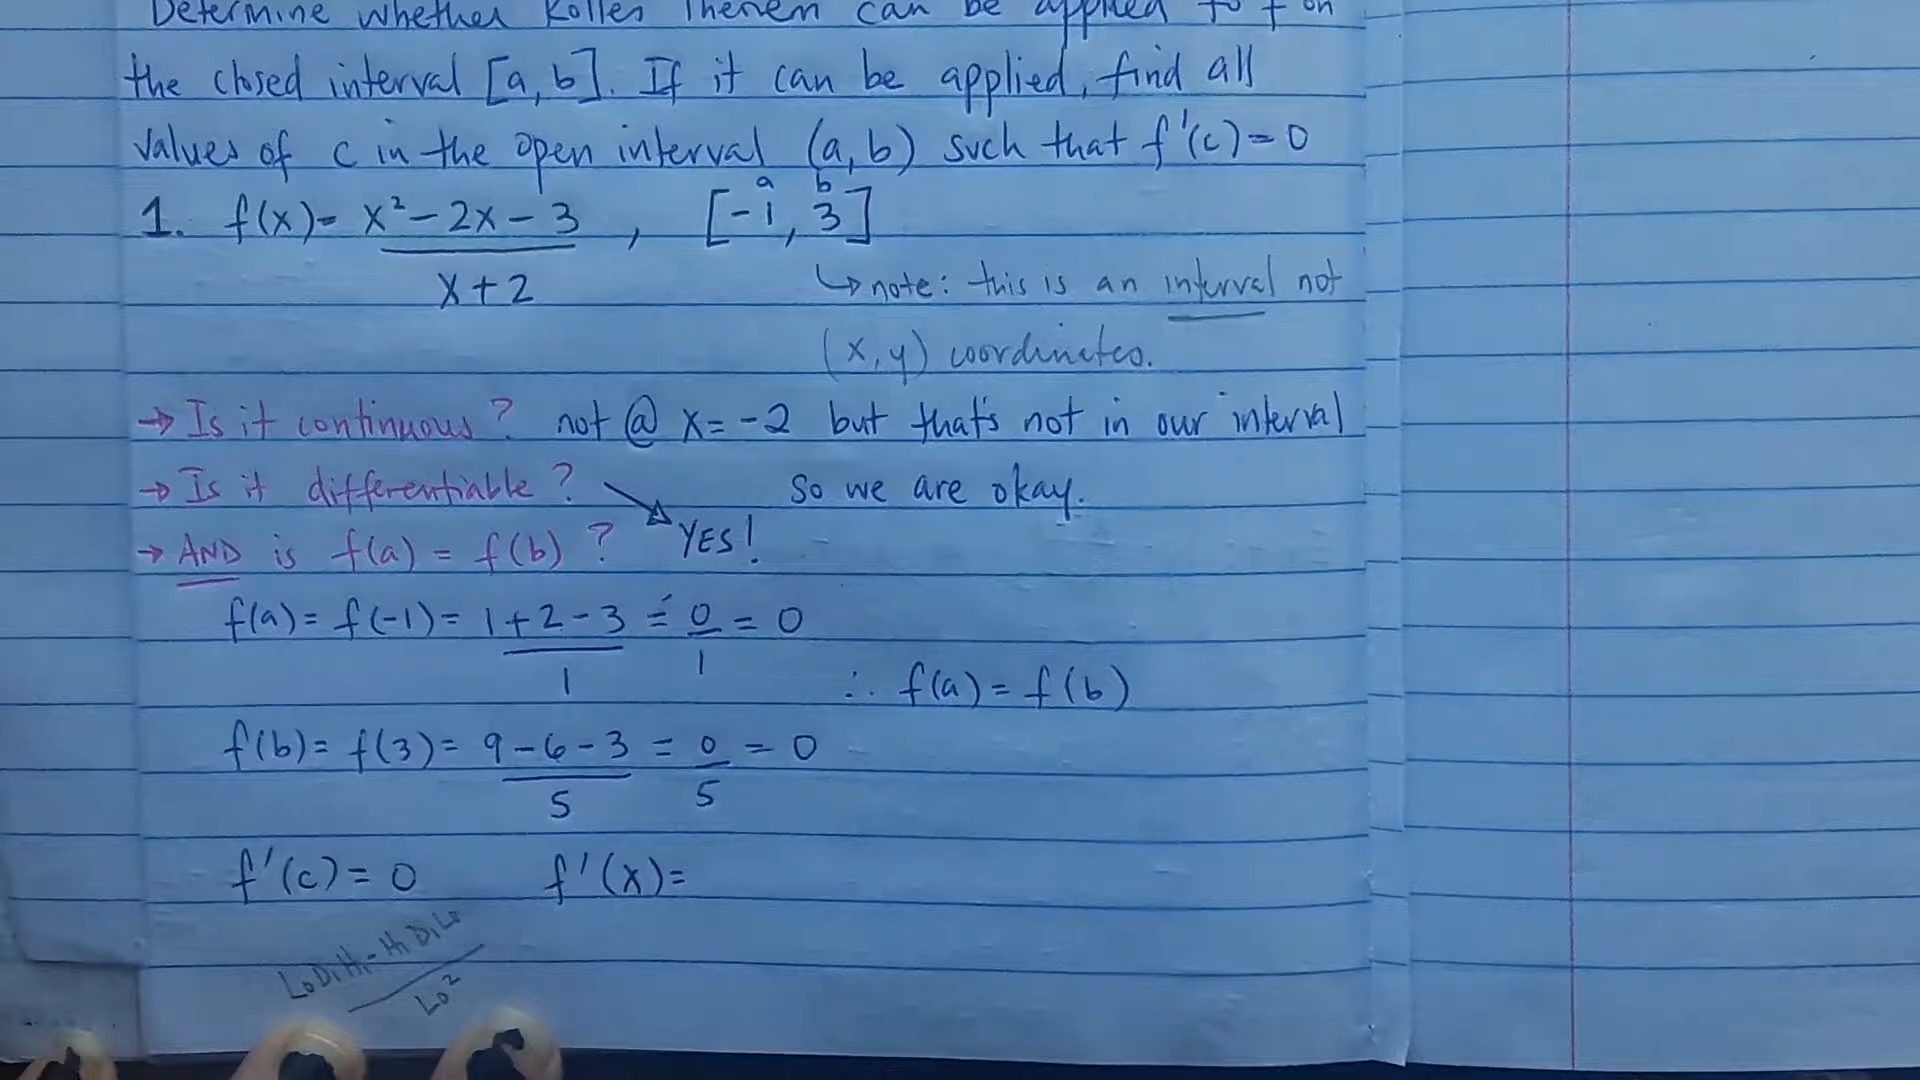 Determine whether Rolles Therem can be applied to f on
the closed interval [a, b]. If it can be applied, find all
values of c in the open interval (a, b) such that f'(c) = 0
a b
1. f(x) = x² - 2x - 3 , [-1, 3]
x + 2
↳ note: this is an interval not
(x, y) coordinates.
→ Is it continuous? not @ x = -2 but that's not in our interval
→ Is it differentiable? so we are okay.
→ AND is f(a) = f(b)? YES!
f(a) = f(-1) = 1 + 2 - 3 = 0 = 0
1 1
∴ f(a) = f(b)
f(b) = f(3) = 9 - 6 - 3 = 0 = 0
5 5
f'(c) = 0 f'(x) =
LoDiHi - HiDiLo
Lo²